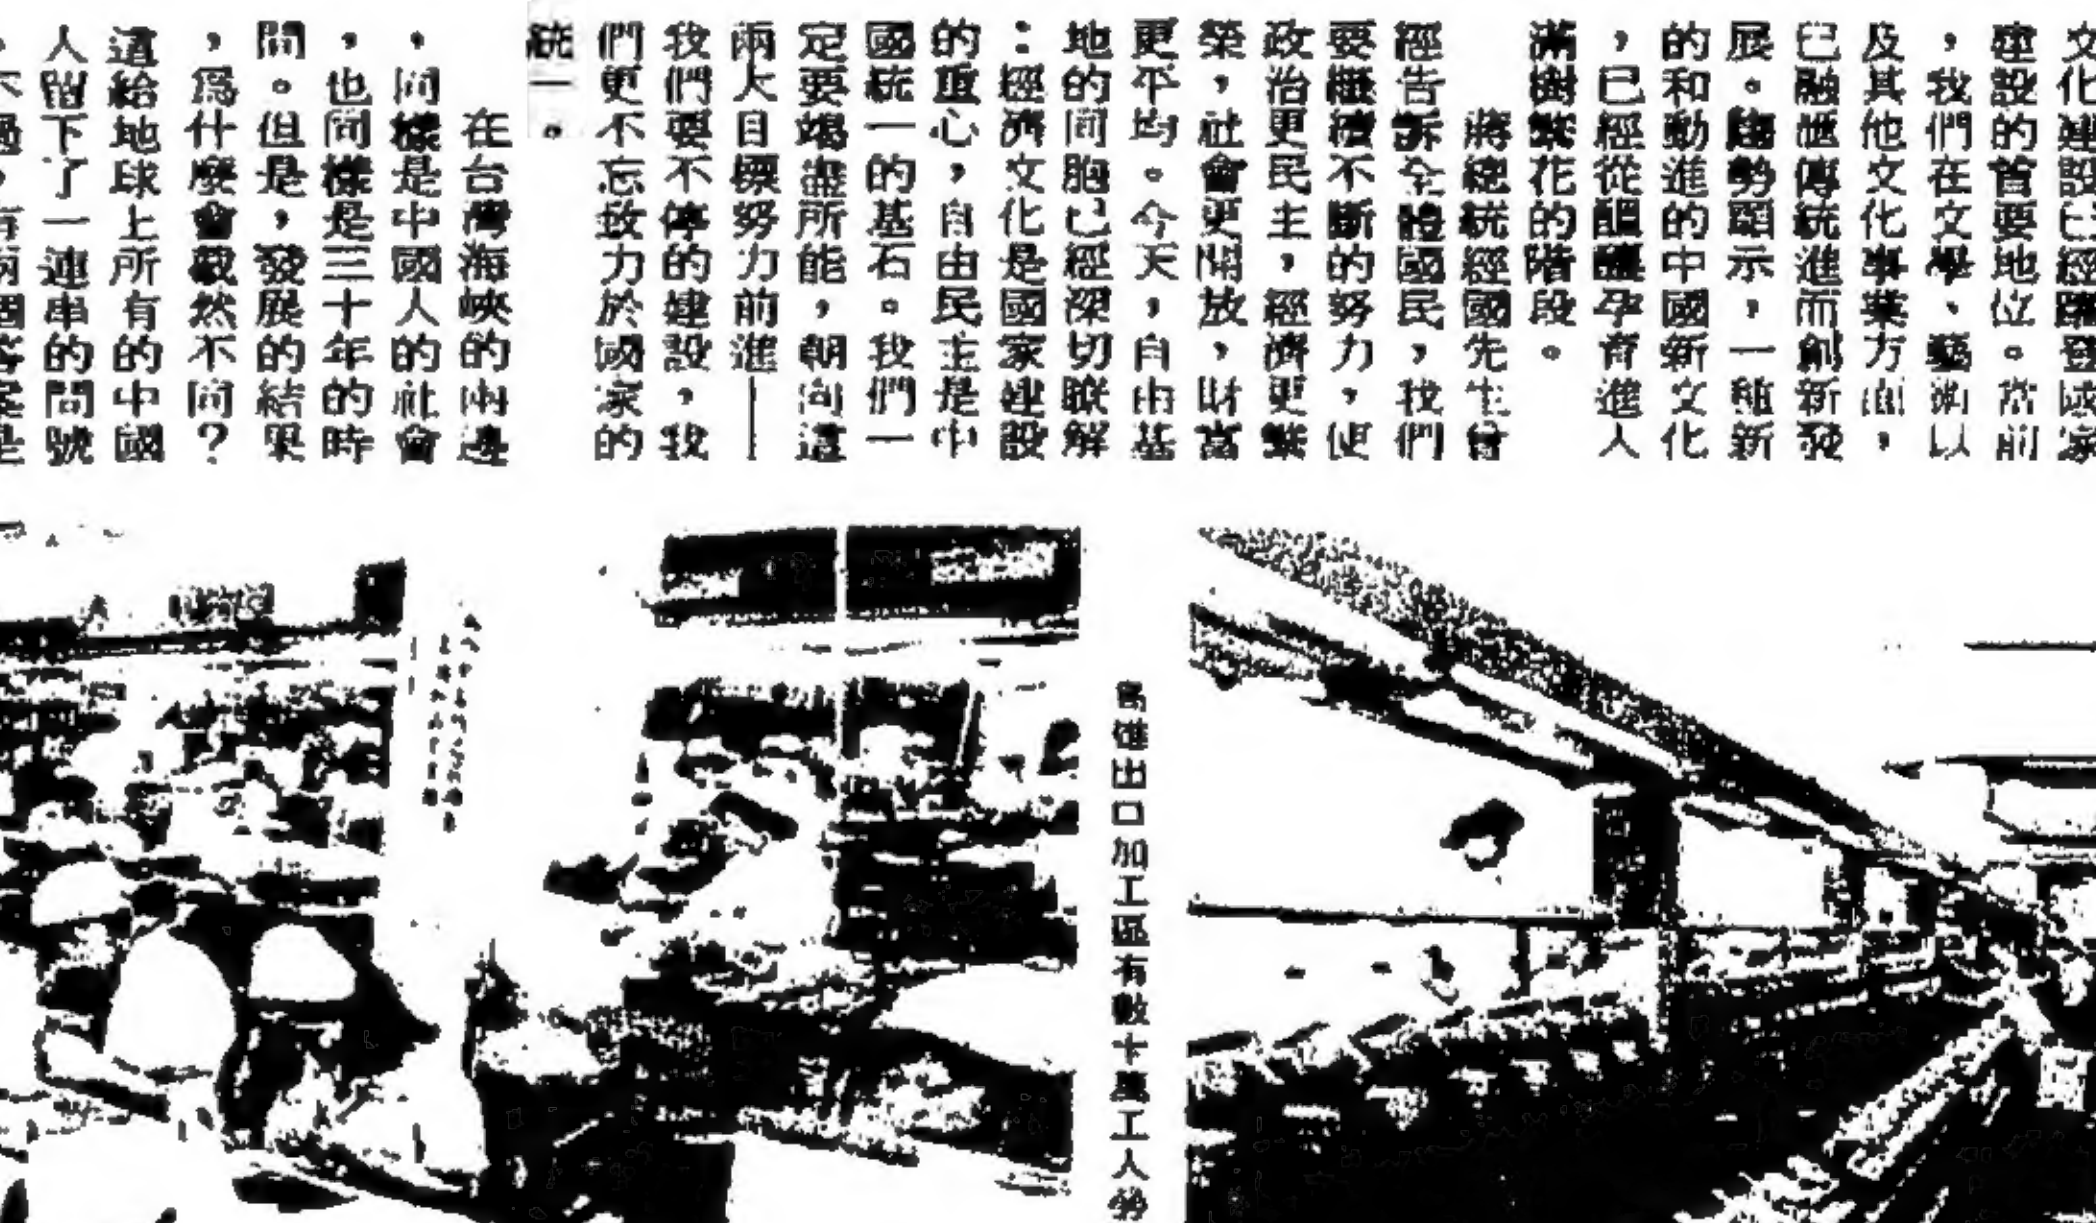 文化建設已經躍登國家
建設的首要地位。當前
，我們在文學、藝術以
及其他文化事業方面，
已融匯傳統進而創新發
展。趨勢顯示，一種新
的和動進的中國新文化
，已經從醞釀孕育進入
滿樹繁花的階段。
蔣總統經國先生曾
經告訴全體國民，我們
要繼續不斷的努力，使
政治更民主，經濟更繁
榮，社會更開放，財富
更平均。今天，自由基
地的同胞已經深切瞭解
：經濟文化是國家建設
的重心，自由民主是中
國統一的基石。我們一
定要竭盡所能，朝向這
兩大目標努力前進——
我們要不停的建設，我
們更不忘致力於國家的
統一。
在台灣海峽的兩邊
，同樣是中國人的社會
，也同樣是三十年的時
間。但是，發展的結果
，為什麼會截然不同？
這給地球上所有的中國
人留下了一連串的問號
。不過，有兩個答案是
高雄出口加工區有數十萬工人勞